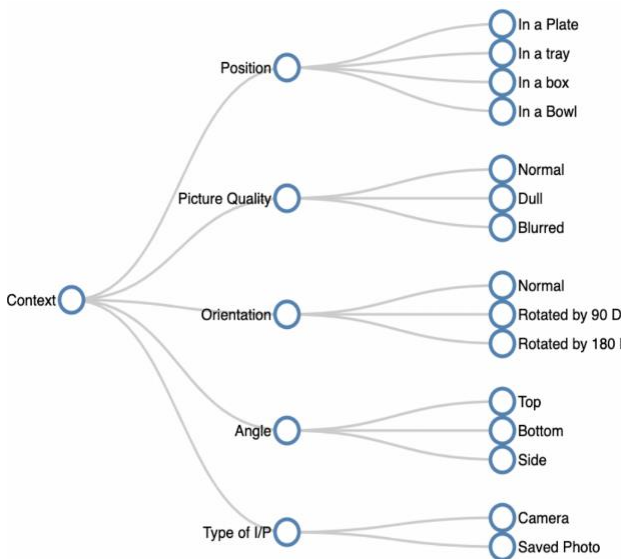 In a Plate
In a tray
Position
In a box
In a Bowl
Normal
Picture Quality
Dull
Blurred
Context
Normal
Orientation
Rotated by 90 D
Rotated by 180
Top
Angle
Bottom
Side
Camera
Type of I/P
Saved Photo